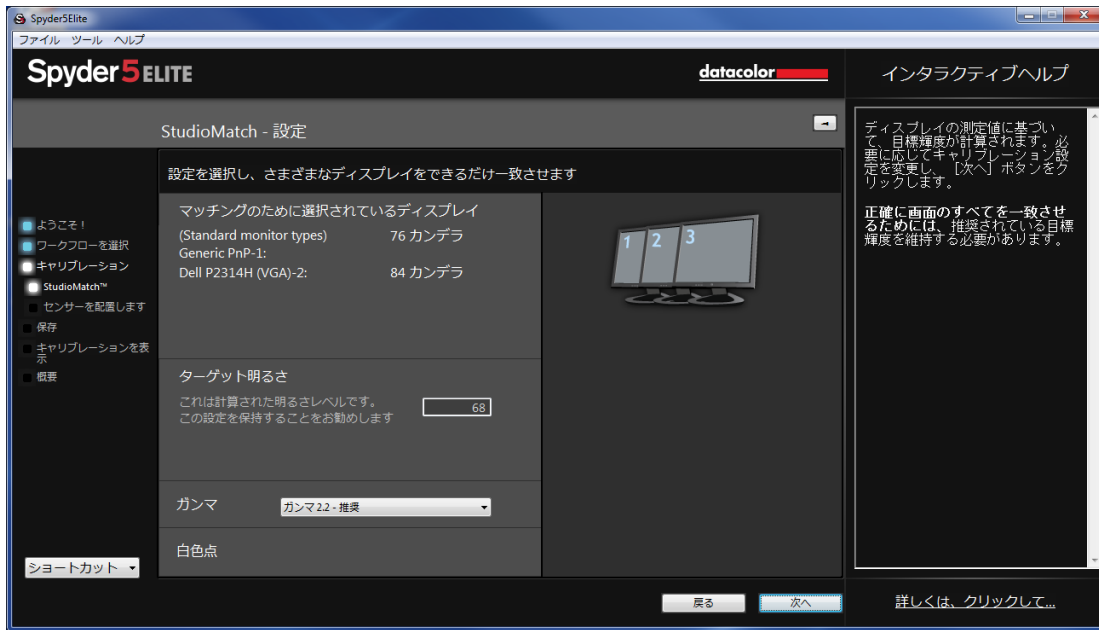 Spyder5Elite
ファイル ツール ヘルプ
Spyder5ELITE
datacolor
インタラクティブヘルプ
StudioMatch - 設定
設定を選択し、さまざまなディスプレイをできるだけ一致させます
ようこそ！
ワークフローを選択
キャリブレーション
StudioMatch™
センサーを配置します
保存
キャリブレーションを表
示
概要
ショートカット
マッチングのために選択されているディスプレイ
(Standard monitor types) 76 カンデラ
Generic PnP-1:
Dell P2314H (VGA)-2: 84 カンデラ
1 2 3
ターゲット明るさ
これは計算された明るさレベルです。
この設定を保持することをお勧めします
68
ガンマ ガンマ 2.2 - 推奨
白色点
戻る 次へ
ディスプレイの測定値に基づい
て、目標輝度が計算されます。必
要に応じてキャリブレーション設
定を変更し、［次へ］ボタンをク
リックします。
正確に画面のすべてを一致させ
るためには、推奨されている目標
輝度を維持する必要があります。
詳しくは、クリックして...